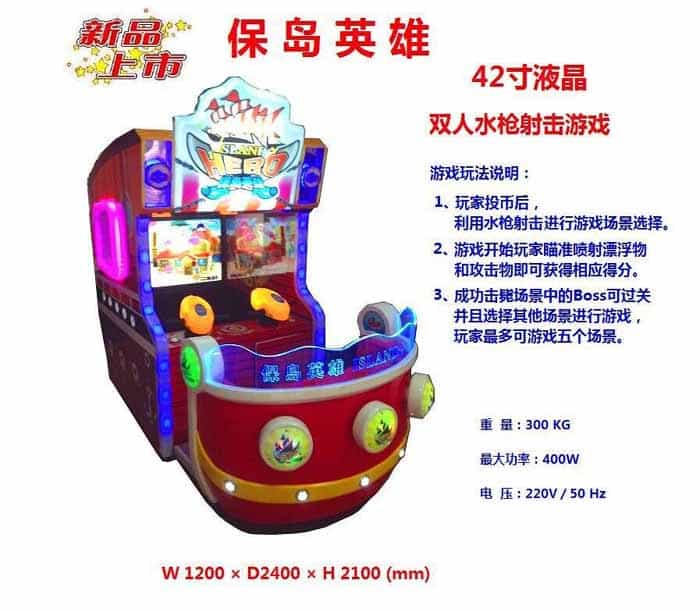 新品
上市
保岛英雄
42寸液晶
双人水枪射击游戏
ISLAND
HERO
游戏玩法说明：
1、玩家投币后，
利用水枪射击进行游戏场景选择。
2、游戏开始玩家瞄准喷射漂浮物
和攻击物即可获得相应得分。
3、成功击毙场景中的Boss可过关
并且选择其他场景进行游戏，
玩家最多可游戏五个场景。
保岛英雄 ISLAND
重 量：300 KG
最大功率：400W
电 压：220V / 50 Hz
W 1200 × D2400 × H 2100 (mm)